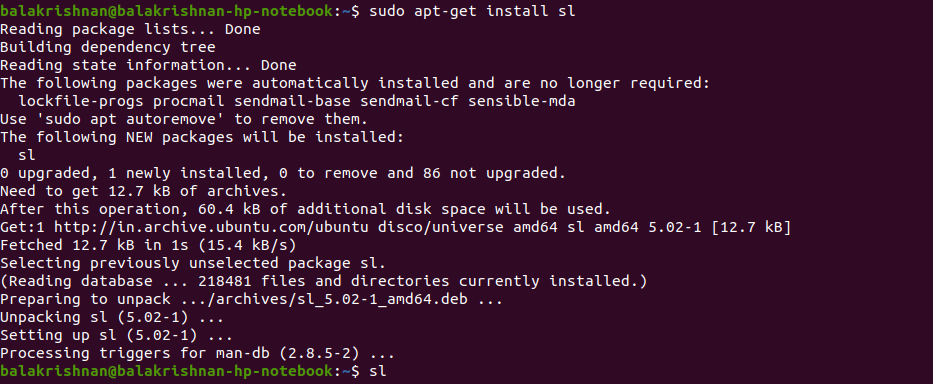 balakrishnan@balakrishnan-hp-notebook:~$ sudo apt-get install sl
Reading package lists... Done
Building dependency tree
Reading state information... Done
The following packages were automatically installed and are no longer required:
  lockfile-progs procmail sendmail-base sendmail-cf sensible-mda
Use 'sudo apt autoremove' to remove them.
The following NEW packages will be installed:
  sl
0 upgraded, 1 newly installed, 0 to remove and 86 not upgraded.
Need to get 12.7 kB of archives.
After this operation, 60.4 kB of additional disk space will be used.
Get:1 http://in.archive.ubuntu.com/ubuntu disco/universe amd64 sl amd64 5.02-1 [12.7 kB]
Fetched 12.7 kB in 1s (15.4 kB/s)
Selecting previously unselected package sl.
(Reading database ... 218481 files and directories currently installed.)
Preparing to unpack .../archives/sl_5.02-1_amd64.deb ...
Unpacking sl (5.02-1) ...
Setting up sl (5.02-1) ...
Processing triggers for man-db (2.8.5-2) ...
balakrishnan@balakrishnan-hp-notebook:~$ sl